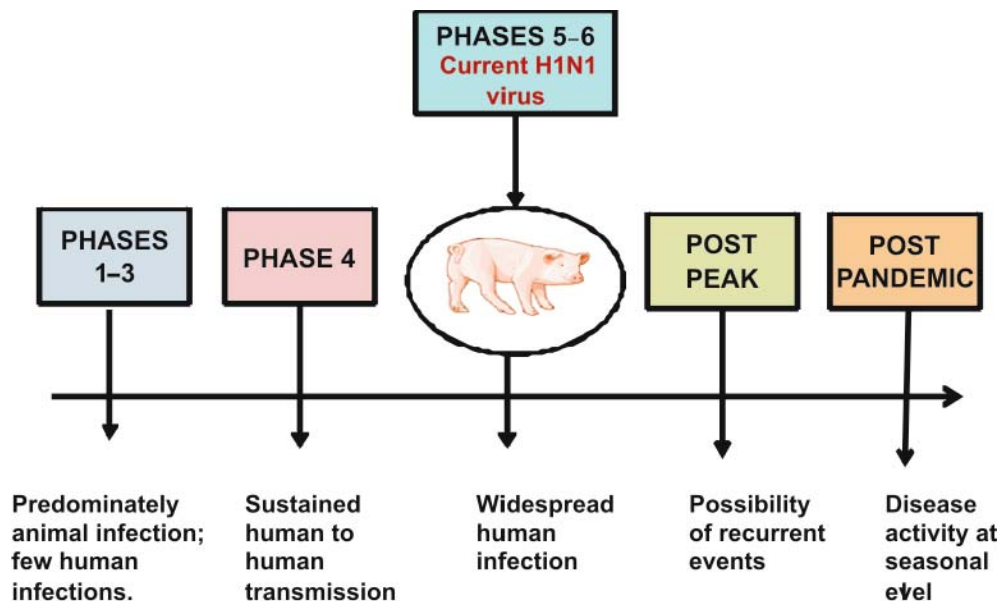 PHASES 5–6
Current H1N1
virus
PHASES
1–3
PHASE 4
POST
PEAK
POST
PANDEMIC
Predominately
animal infection;
few human
infections.
Sustained
human to
human
transmission
Widespread
human
infection
Possibility
of recurrent
events
Disease
activity at
seasonal